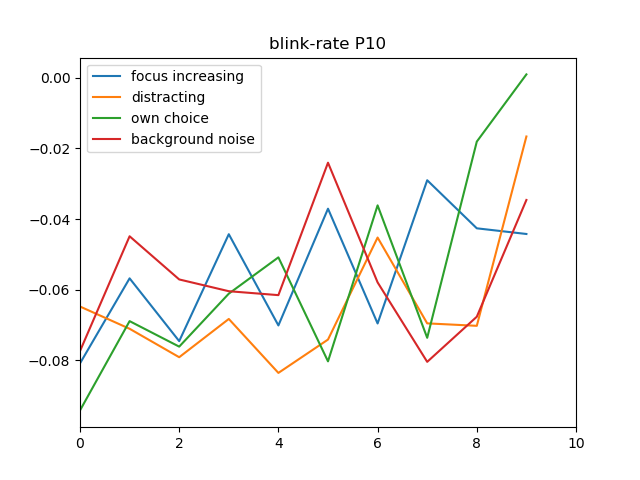 blink-rate P10
focus increasing
distracting
own choice
background noise
0.00
−0.02
−0.04
−0.06
−0.08
0 2 4 6 8 10